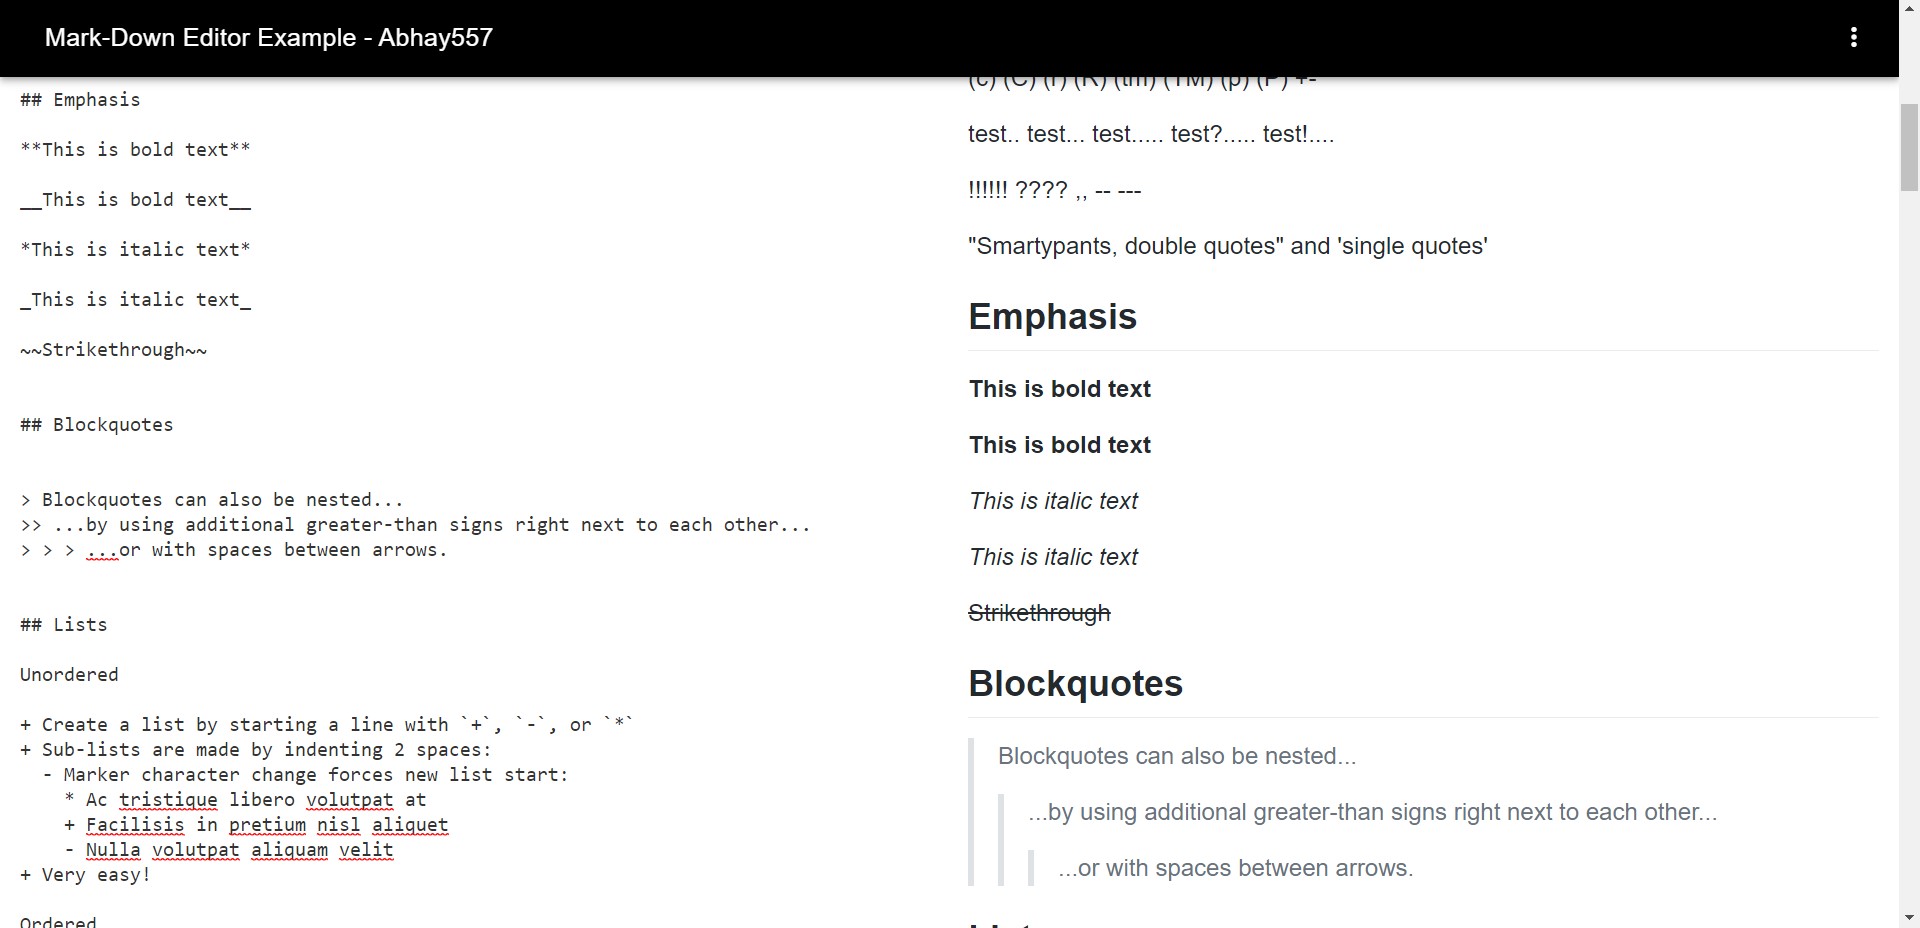 Mark-Down Editor Example - Abhay557
## Emphasis
**This is bold text**
__This is bold text__
*This is italic text*
_This is italic text_
~~Strikethrough~~
## Blockquotes
> Blockquotes can also be nested...
>> ...by using additional greater-than signs right next to each other...
> > > ...or with spaces between arrows.
## Lists
Unordered
+ Create a list by starting a line with `+`, `-`, or `*`
+ Sub-lists are made by indenting 2 spaces:
  - Marker character change forces new list start:
    * Ac tristique libero volutpat at
    + Facilisis in pretium nisl aliquet
    - Nulla volutpat aliquam velit
+ Very easy!
Ordered
(c) (C) (r) (R) (tm) (TM) (p) (P) +-
test.. test... test..... test?..... test!....
!!!!!! ???? ,, -- ---
"Smartypants, double quotes" and 'single quotes'
Emphasis
This is bold text
This is bold text
This is italic text
This is italic text
Strikethrough
Blockquotes
Blockquotes can also be nested...
...by using additional greater-than signs right next to each other...
...or with spaces between arrows.